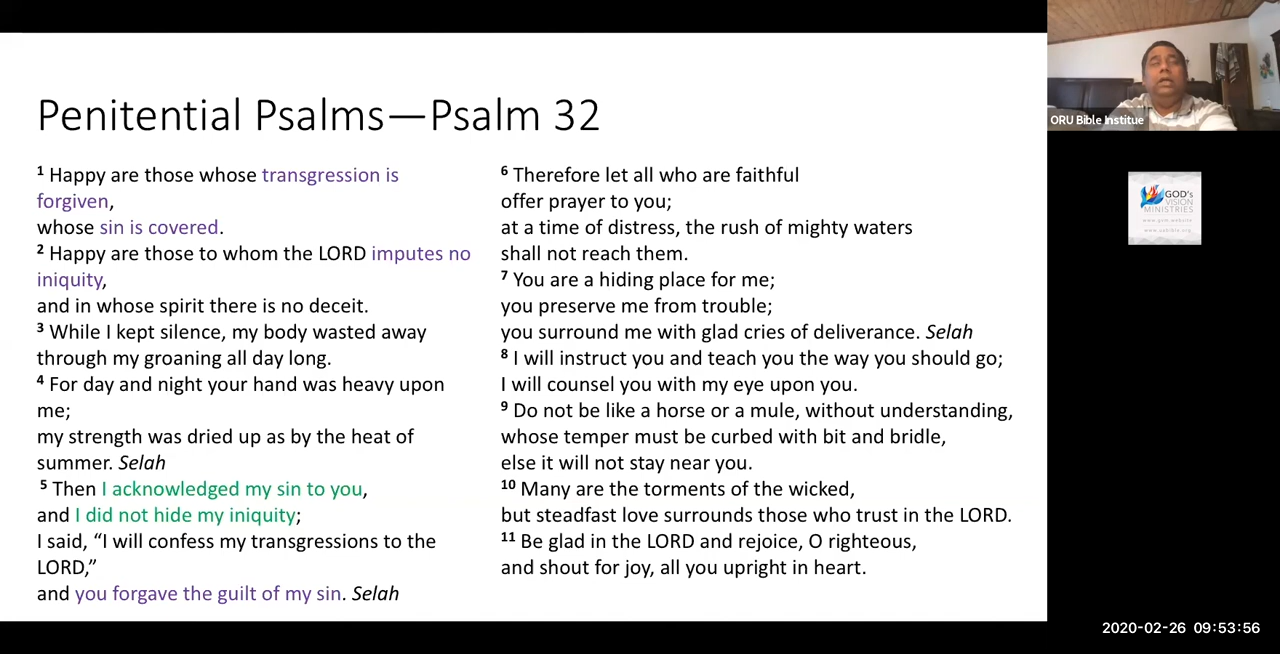 Penitential Psalms—Psalm 32
1 Happy are those whose transgression is
forgiven,
whose sin is covered.
2 Happy are those to whom the LORD imputes no
iniquity,
and in whose spirit there is no deceit.
3 While I kept silence, my body wasted away
through my groaning all day long.
4 For day and night your hand was heavy upon
me;
my strength was dried up as by the heat of
summer. Selah
5 Then I acknowledged my sin to you,
and I did not hide my iniquity;
I said, “I will confess my transgressions to the
LORD,”
and you forgave the guilt of my sin. Selah
6 Therefore let all who are faithful
offer prayer to you;
at a time of distress, the rush of mighty waters
shall not reach them.
7 You are a hiding place for me;
you preserve me from trouble;
you surround me with glad cries of deliverance. Selah
8 I will instruct you and teach you the way you should go;
I will counsel you with my eye upon you.
9 Do not be like a horse or a mule, without understanding,
whose temper must be curbed with bit and bridle,
else it will not stay near you.
10 Many are the torments of the wicked,
but steadfast love surrounds those who trust in the LORD.
11 Be glad in the LORD and rejoice, O righteous,
and shout for joy, all you upright in heart.
ORU Bible Institue
GOD's
VISION
MINISTRIES
2020-02-26 09:53:56